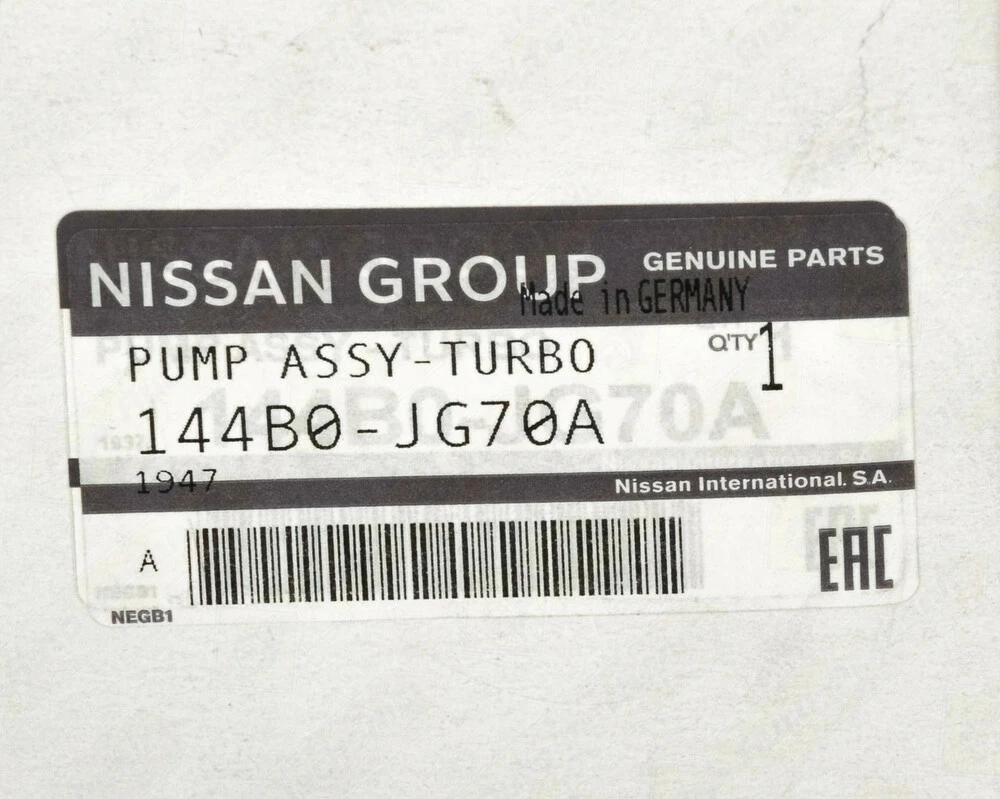 NISSAN GROUP
GENUINE PARTS
Made in GERMANY
PUMP ASSY-TURBO
Q'TY 1
144B0-JG70A
1947
Nissan International. S.A.
A
EAC
NEGB1